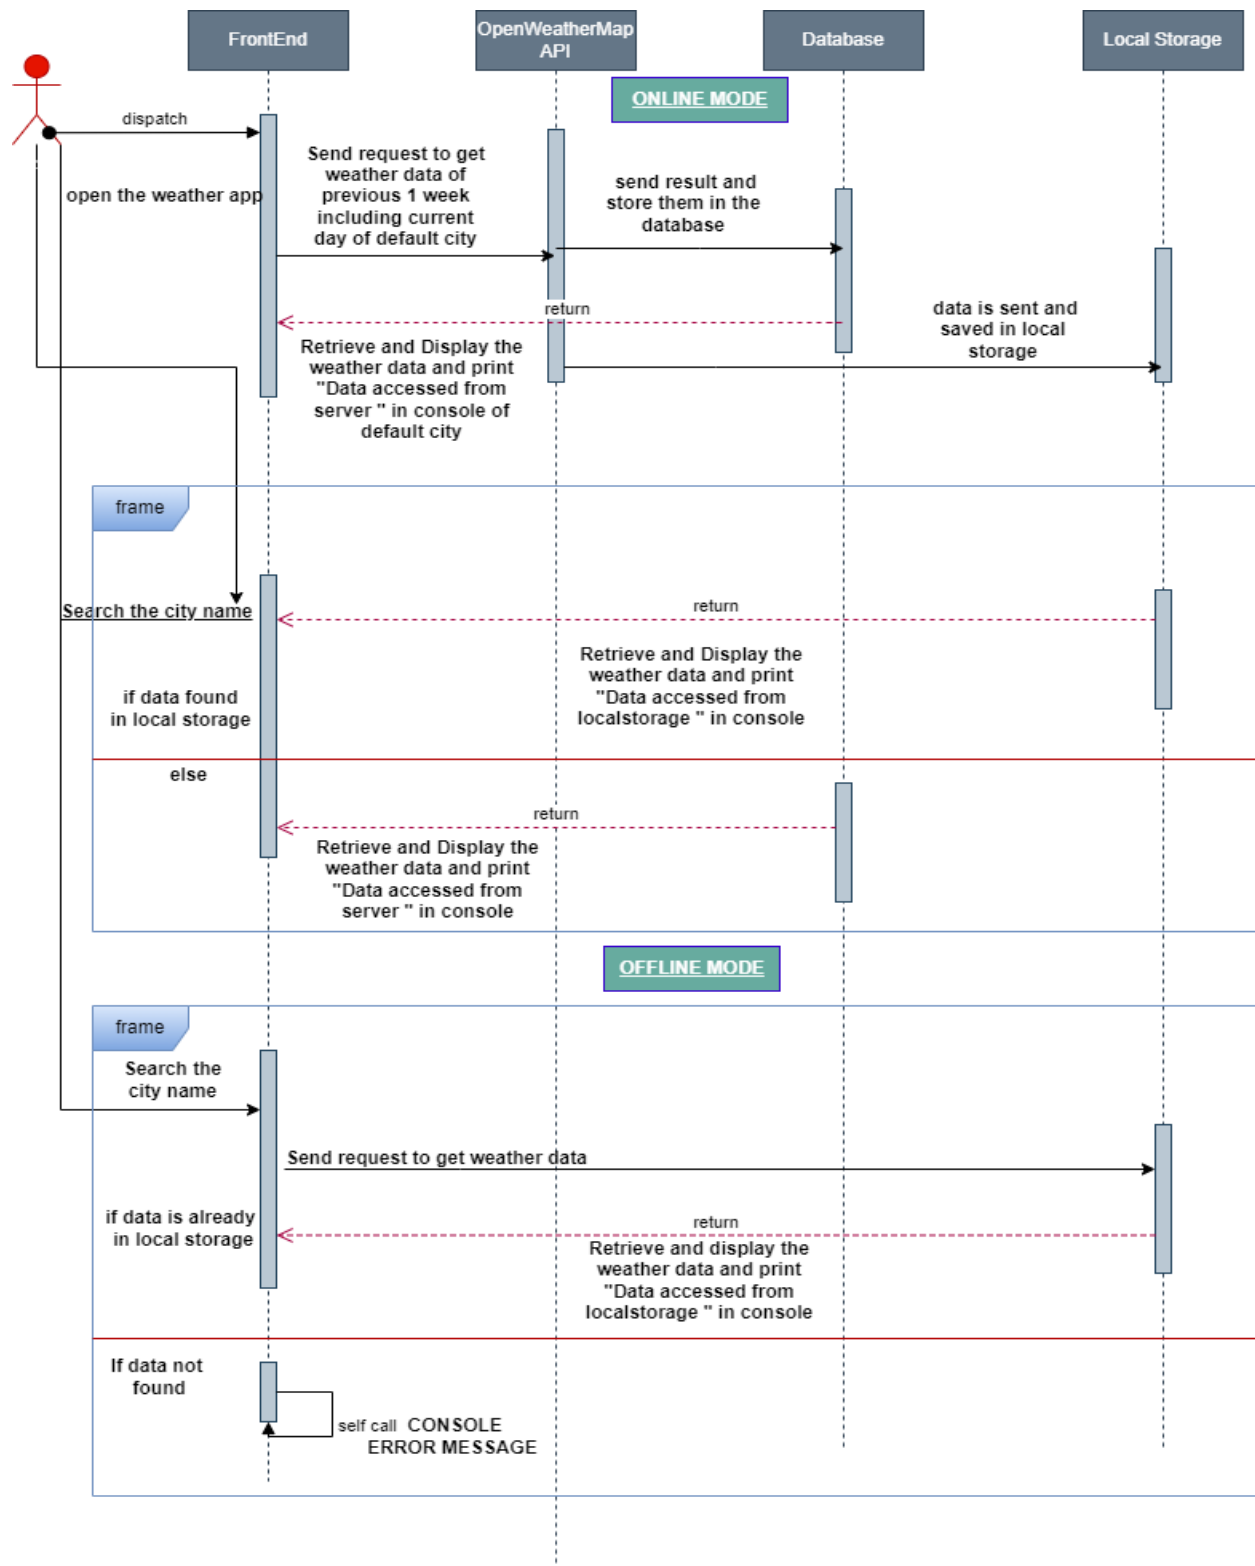 FrontEnd
OpenWeatherMap
API
Database
Local Storage
ONLINE MODE
dispatch
open the weather app
Send request to get
weather data of
previous 1 week
including current
day of default city
send result and
store them in the
database
return
data is sent and
saved in local
storage
Retrieve and Display the
weather data and print
"Data accessed from
server " in console of
default city
frame
Search the city name
return
Retrieve and Display the
weather data and print
"Data accessed from
localstorage " in console
if data found
in local storage
else
return
Retrieve and Display the
weather data and print
"Data accessed from
server " in console
OFFLINE MODE
frame
Search the
city name
Send request to get weather data
if data is already
in local storage
return
Retrieve and display the
weather data and print
"Data accessed from
localstorage " in console
If data not
found
self call CONSOLE
ERROR MESSAGE